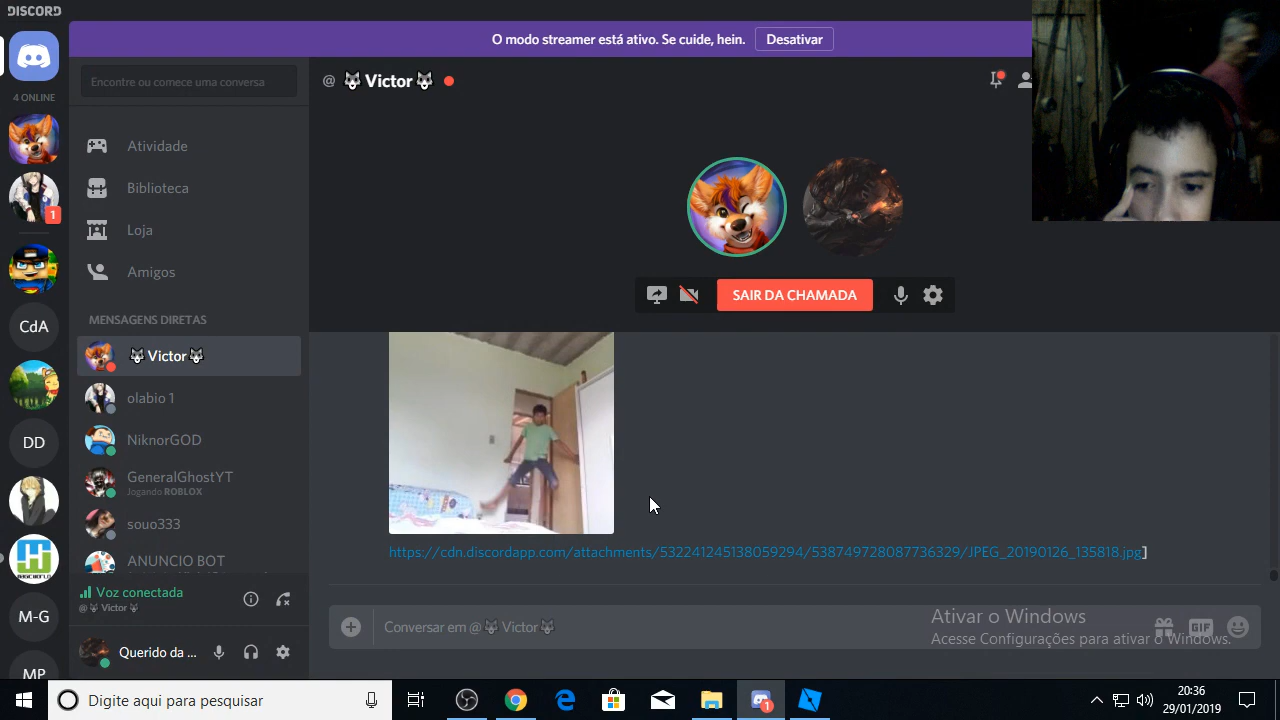 DISCORD
O modo streamer está ativo. Se cuide, hein.
Desativar
Encontre ou comece uma conversa
@ 🐺 Victor 🐺
4 ONLINE
1
Atividade
Biblioteca
Loja
Amigos
SAIR DA CHAMADA
MENSAGENS DIRETAS
CdA
🐺 Victor 🐺
olabio 1
DD
NiknorGOD
GeneralGhostYT
Jogando ROBLOX
souo333
ANUNCIO BOT
https://cdn.discordapp.com/attachments/532241245138059294/538749728087736329/JPEG_20190126_135818.jpg]
Voz conectada
@ 🐺 Victor 🐺
M-G
Conversar em @ 🐺 Victor 🐺
GIF
Ativar o Windows
Acesse Configurações para ativar o Windows.
MP
Querido da ...
Digite aqui para pesquisar
1
20:36
29/01/2019